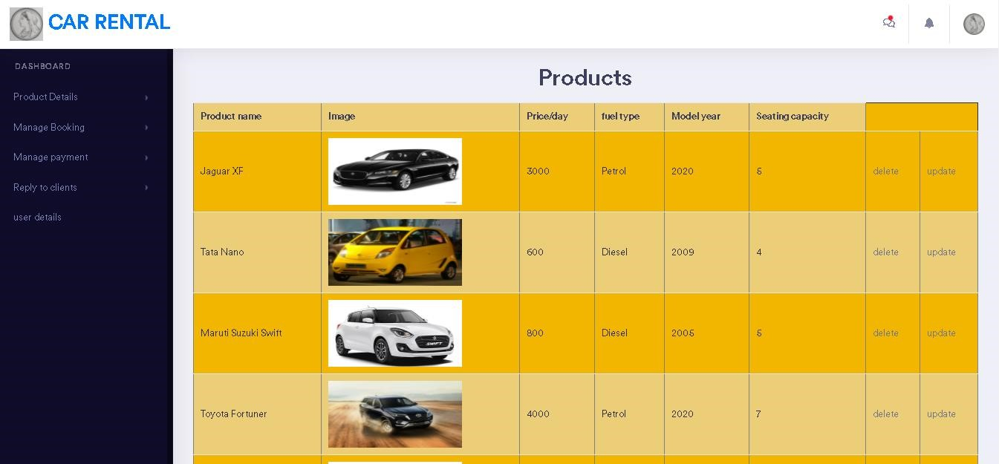 CAR RENTAL
DASHBOARD
Product Details
Manage Booking
Manage payment
Reply to clients
user details
Products
Product name Image Price/day fuel type Model year Seating capacity
Jaguar XF 3000 Petrol 2020 5 delete update
Tata Nano 600 Diesel 2009 4 delete update
Maruti Suzuki Swift SWIFT 800 Diesel 2005 5 delete update
Toyota Fortuner 4000 Petrol 2020 7 delete update